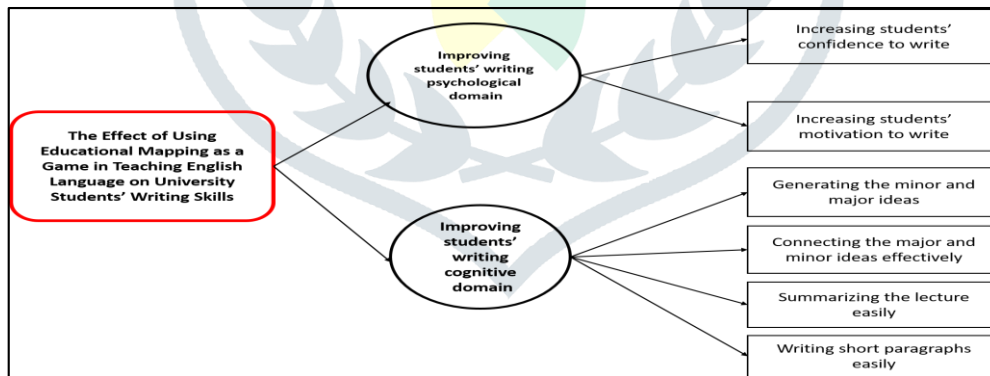 The Effect of Using
Educational Mapping as a
Game in Teaching English
Language on University
Students' Writing Skills
Improving
students' writing
psychological
domain
Increasing students'
confidence to write
Increasing students'
motivation to write
Improving
students'
writing
cognitive
domain
Generating the minor and
major ideas
Connecting the major and
minor ideas effectively
Summarizing the lecture
easily
Writing short paragraphs
easily